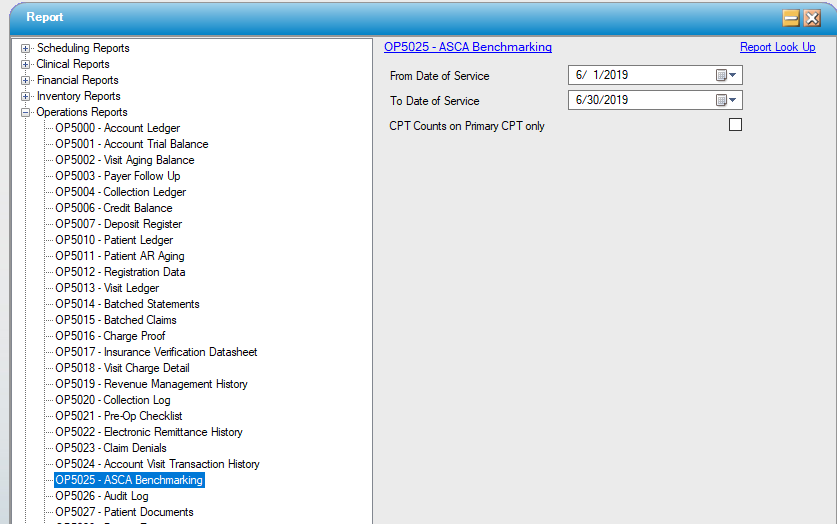 Report
Scheduling Reports
Clinical Reports
Financial Reports
Inventory Reports
Operations Reports
OP5000 - Account Ledger
OP5001 - Account Trial Balance
OP5002 - Visit Aging Balance
OP5003 - Payer Follow Up
OP5004 - Collection Ledger
OP5006 - Credit Balance
OP5007 - Deposit Register
OP5010 - Patient Ledger
OP5011 - Patient AR Aging
OP5012 - Registration Data
OP5013 - Visit Ledger
OP5014 - Batched Statements
OP5015 - Batched Claims
OP5016 - Charge Proof
OP5017 - Insurance Verification Datasheet
OP5018 - Visit Charge Detail
OP5019 - Revenue Management History
OP5020 - Collection Log
OP5021 - Pre-Op Checklist
OP5022 - Electronic Remittance History
OP5023 - Claim Denials
OP5024 - Account Visit Transaction History
OP5025 - ASCA Benchmarking
OP5026 - Audit Log
OP5027 - Patient Documents
OP5025 - ASCA Benchmarking Report Look Up
From Date of Service 6/ 1/2019
To Date of Service 6/30/2019
CPT Counts on Primary CPT only